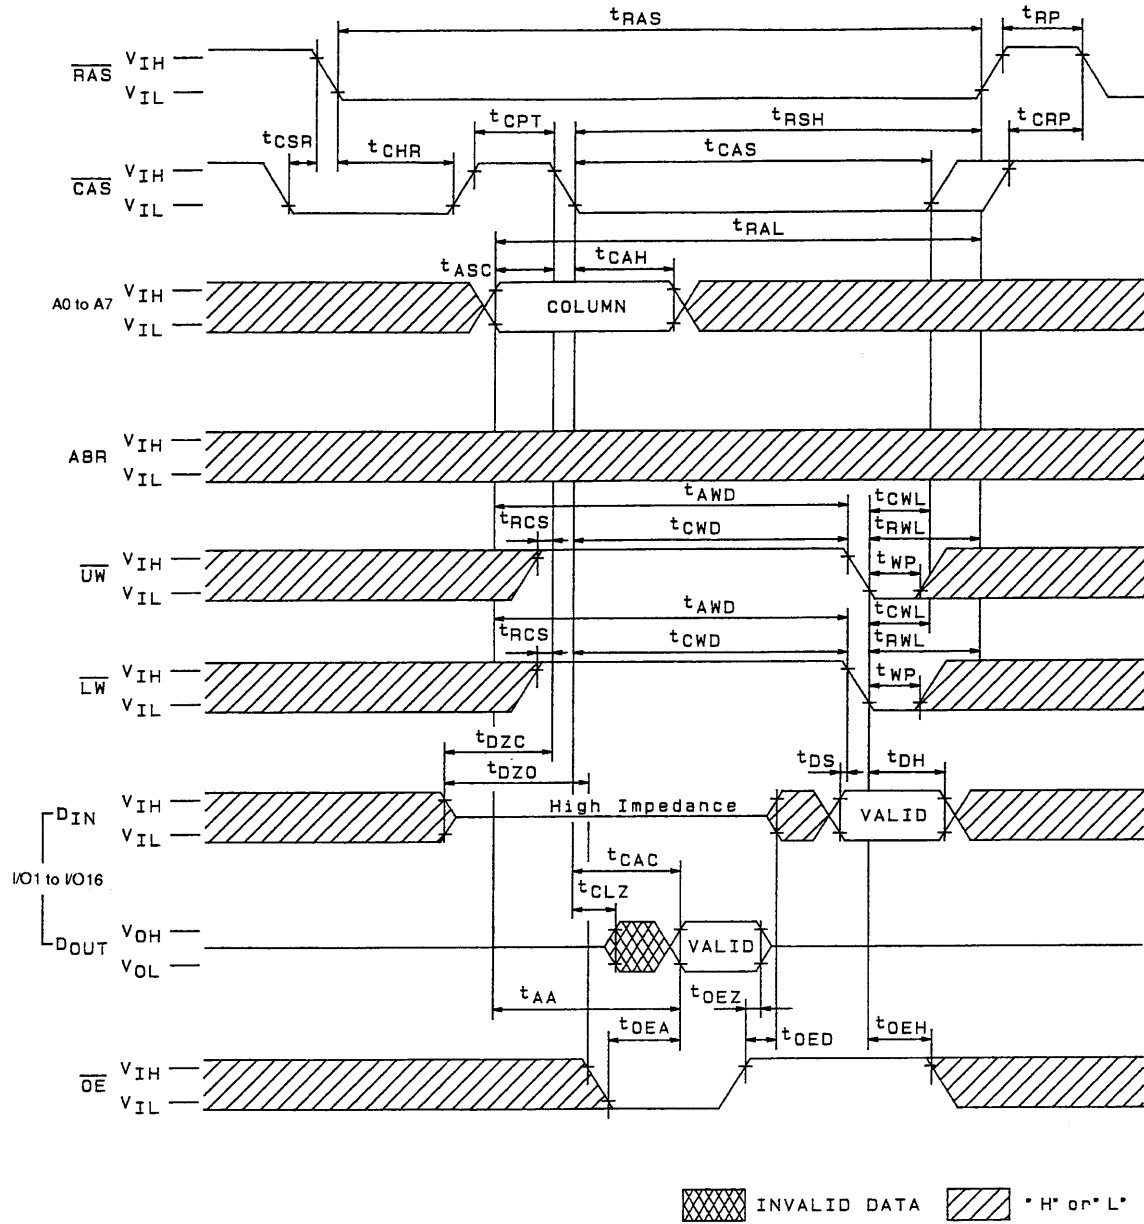 tRAS
tRP
RAS
VIH
VIL
tCSR
tCHR
tCPT
tRSH
tCRP
tCAS
CAS
VIH
VIL
tRAL
tASC
tCAH
A0 to A7
VIH
VIL
COLUMN
A8R
VIH
VIL
tAWD
tCWL
tRCS
tCWD
tRWL
tWP
UW
VIH
VIL
tAWD
tCWL
tRCS
tCWD
tRWL
tWP
LW
VIH
VIL
tDZC
tDZO
tDS
tDH
DIN
VIH
VIL
High Impedance
VALID
I/O1 to I/O16
tCAC
tCLZ
DOUT
VOH
VOL
VALID
tAA
tOEZ
tOEA
tOED
tOEH
OE
VIH
VIL
INVALID DATA
"H" or "L"